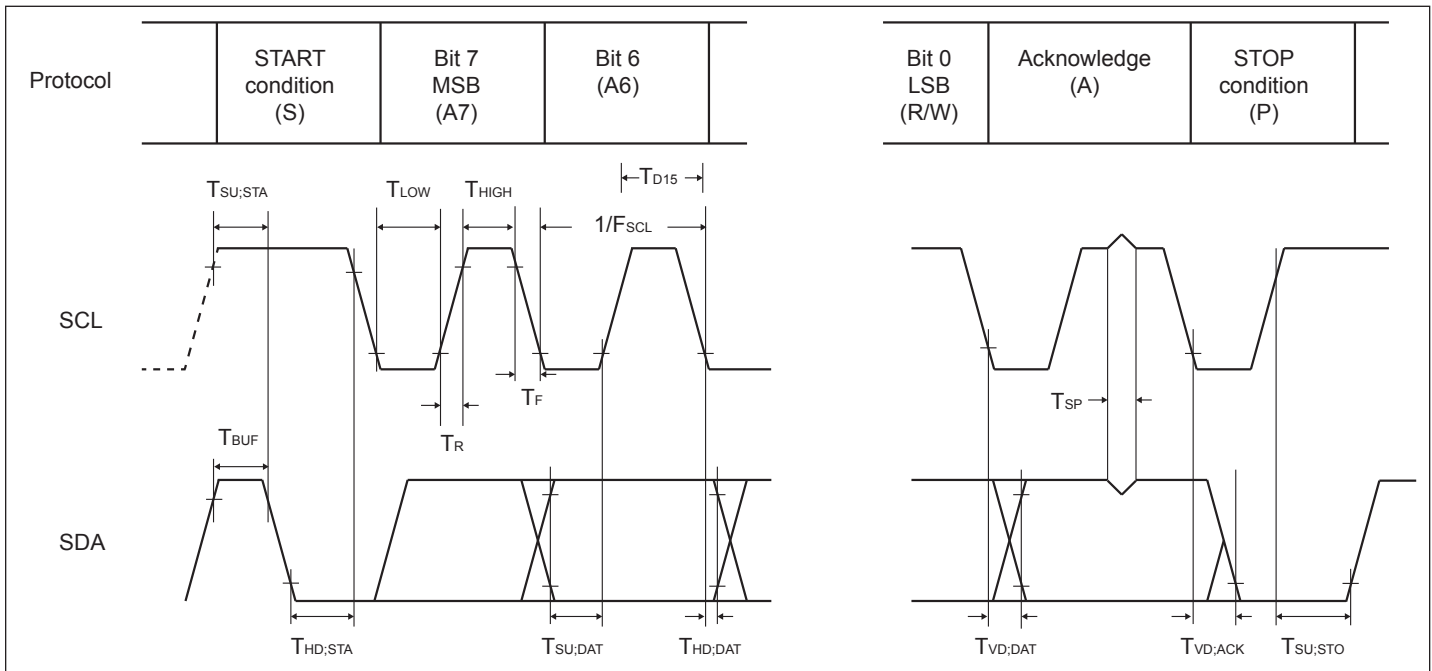 Protocol
START
condition
(S)
Bit 7
MSB
(A7)
Bit 6
(A6)
Bit 0
LSB
(R/W)
Acknowledge
(A)
STOP
condition
(P)
TSU;STA
TLOW
THIGH
TD15
1/FSCL
SCL
TF
TR
TSP
TBUF
SDA
THD;STA
TSU;DAT
THD;DAT
TVD;DAT
TVD;ACK
TSU;STO